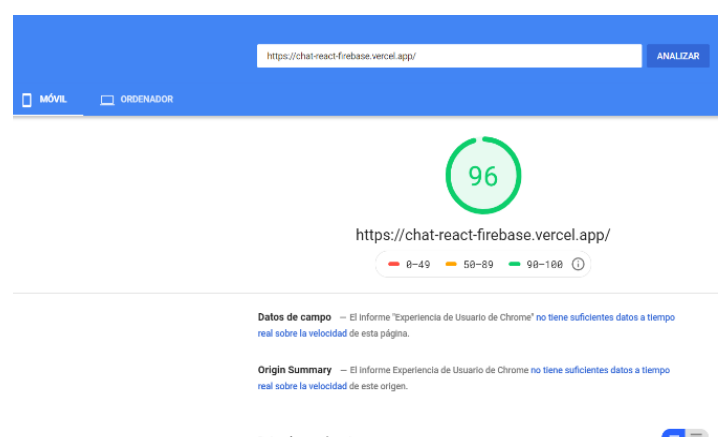 https://chat-react-firebase.vercel.app/
ANALIZAR
MÓVIL
ORDENADOR
96
https://chat-react-firebase.vercel.app/
0–49 50–89 90–100
Datos de campo — El informe "Experiencia de Usuario de Chrome" no tiene suficientes datos a tiempo
real sobre la velocidad de esta página.
Origin Summary — El informe Experiencia de Usuario de Chrome no tiene suficientes datos a tiempo
real sobre la velocidad de este origen.